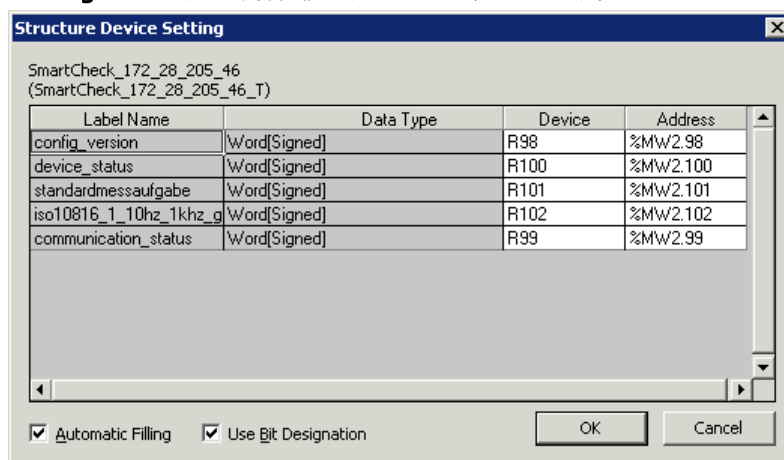 Structure Device Setting
SmartCheck_172_28_205_46
(SmartCheck_172_28_205_46_T)
Label Name Data Type Device Address
config_version Word[Signed] R98 %MW2.98
device_status Word[Signed] R100 %MW2.100
standardmessaufgabe Word[Signed] R101 %MW2.101
iso10816_1_10hz_1khz_g Word[Signed] R102 %MW2.102
communication_status Word[Signed] R99 %MW2.99
Automatic Filling Use Bit Designation OK Cancel